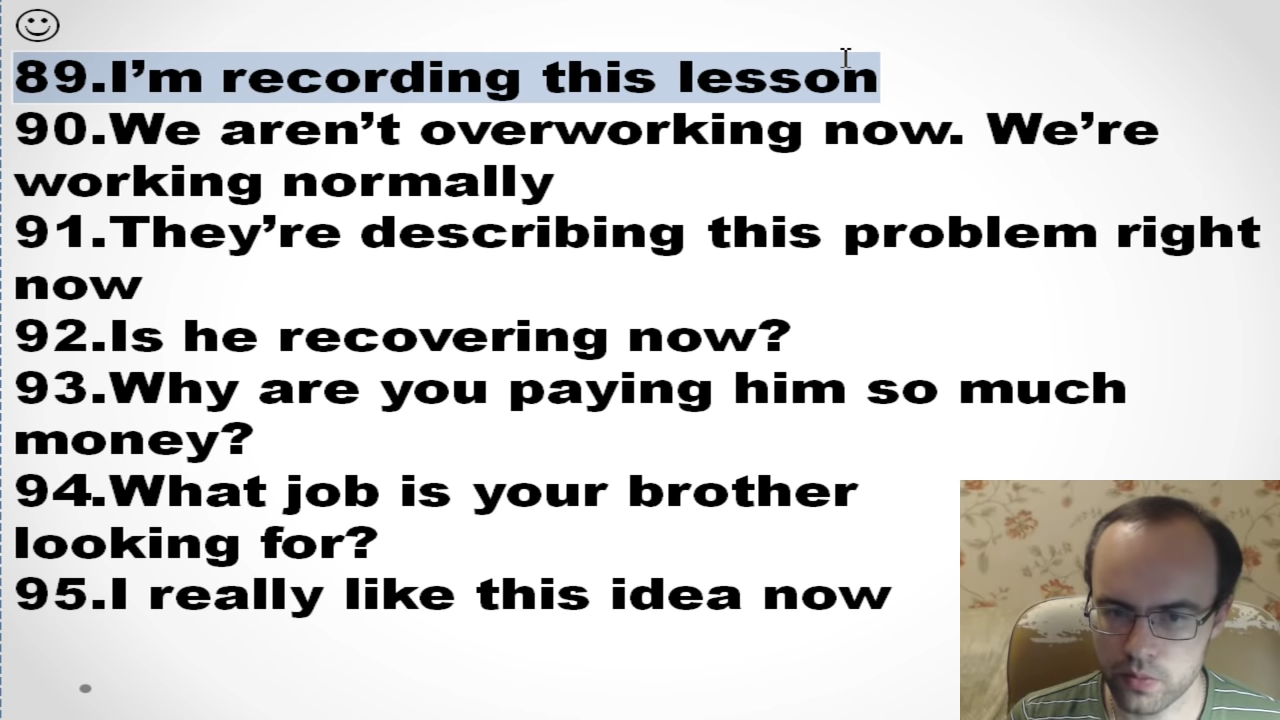 89.I'm recording this lesson
90.We aren't overworking now. We're
working normally
91.They're describing this problem right
now
92.Is he recovering now?
93.Why are you paying him so much
money?
94.What job is your brother
looking for?
95.I really like this idea now